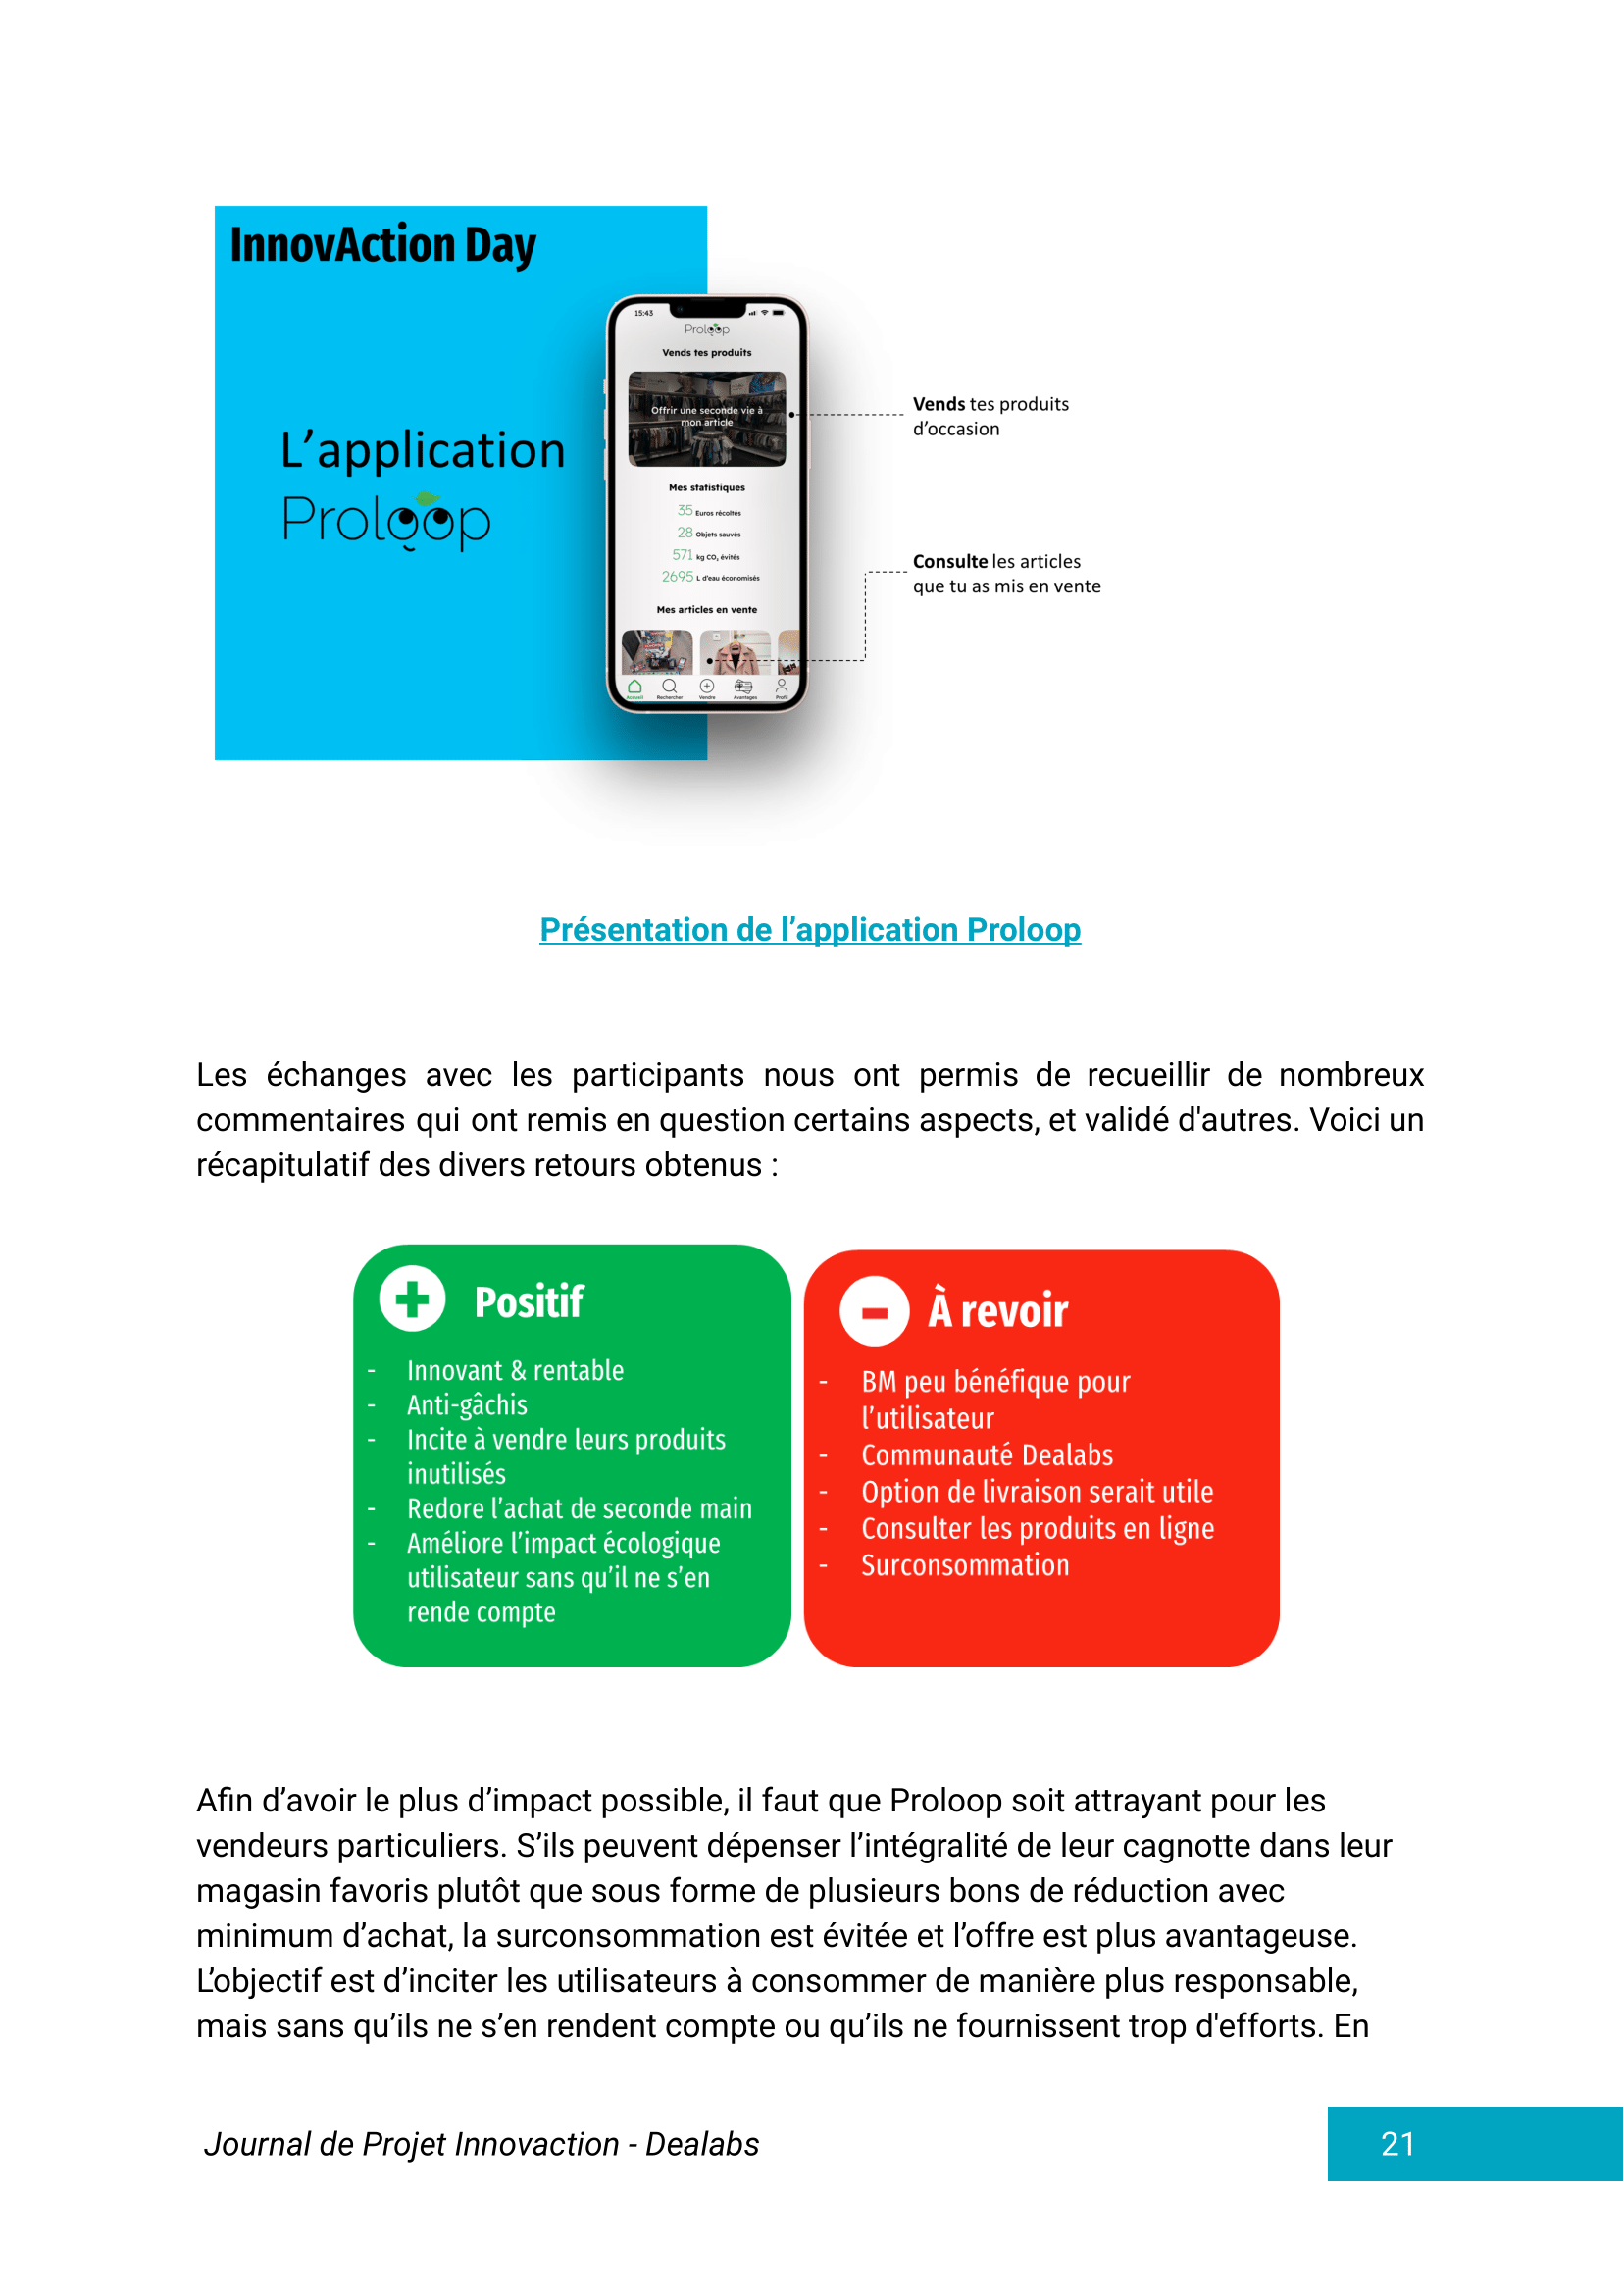 InnovAction Day
L’application
Proloop
15:43
Proloop
Vends tes produits
Offrir une seconde vie à
mon article
Mes statistiques
35 Euros récoltés
28 Objets sauvés
571 kg CO₂ évités
2695 L d’eau économisés
Mes articles en vente
Accueil Rechercher Vendre Avantages Profil
Vends tes produits
d’occasion
Consulte les articles
que tu as mis en vente
Présentation de l’application Proloop
Les échanges avec les participants nous ont permis de recueillir de nombreux
commentaires qui ont remis en question certains aspects, et validé d'autres. Voici un
récapitulatif des divers retours obtenus :
Positif
- Innovant & rentable
- Anti-gâchis
- Incite à vendre leurs produits
inutilisés
- Redore l’achat de seconde main
- Améliore l’impact écologique
utilisateur sans qu’il ne s’en
rende compte
À revoir
- BM peu bénéfique pour
l’utilisateur
- Communauté Dealabs
- Option de livraison serait utile
- Consulter les produits en ligne
- Surconsommation
Afin d’avoir le plus d’impact possible, il faut que Proloop soit attrayant pour les
vendeurs particuliers. S’ils peuvent dépenser l’intégralité de leur cagnotte dans leur
magasin favoris plutôt que sous forme de plusieurs bons de réduction avec
minimum d’achat, la surconsommation est évitée et l’offre est plus avantageuse.
L’objectif est d’inciter les utilisateurs à consommer de manière plus responsable,
mais sans qu’ils ne s’en rendent compte ou qu’ils ne fournissent trop d'efforts. En
Journal de Projet Innovaction - Dealabs
21